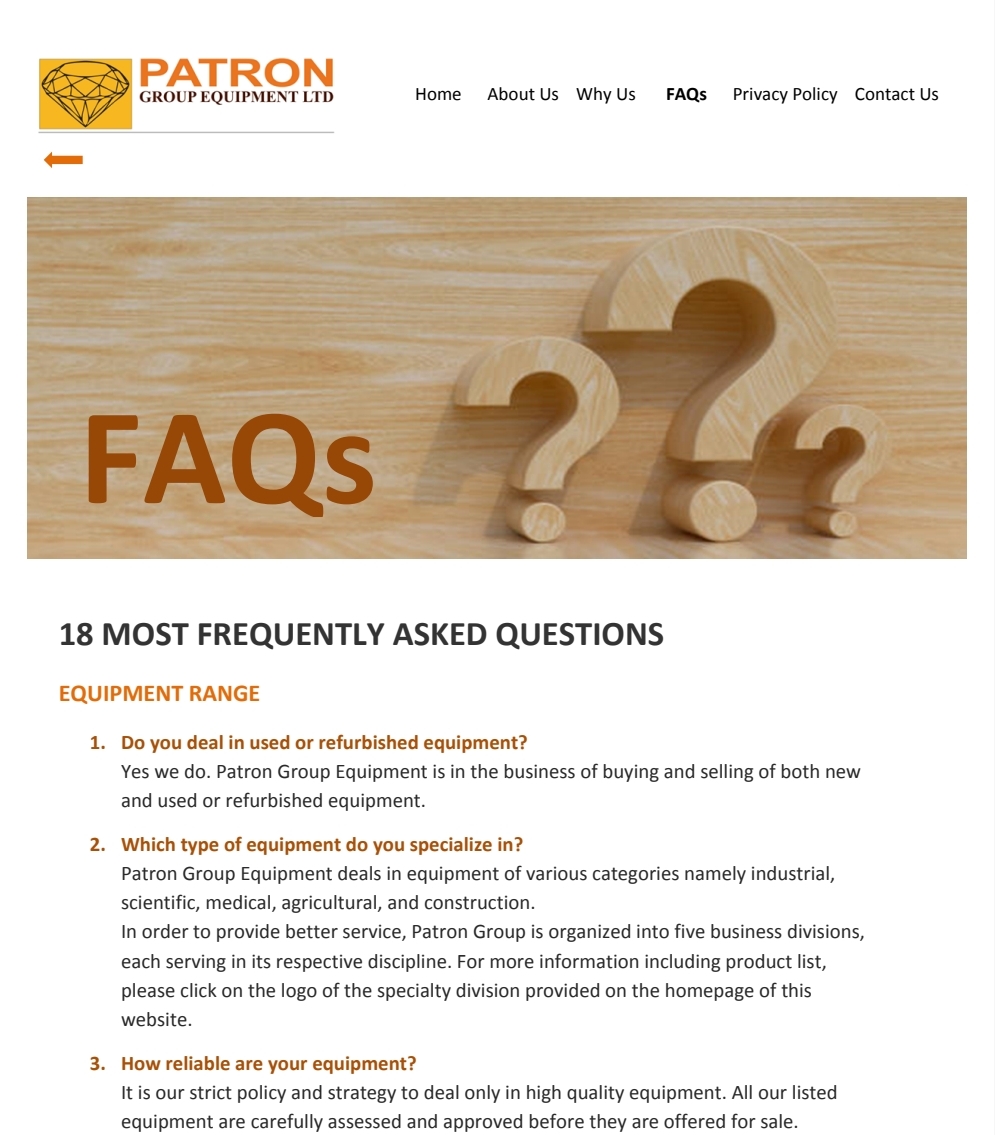 PATRON
GROUP EQUIPMENT LTD
Home About Us Why Us FAQs Privacy Policy Contact Us
FAQs
18 MOST FREQUENTLY ASKED QUESTIONS
EQUIPMENT RANGE
1. Do you deal in used or refurbished equipment?
Yes we do. Patron Group Equipment is in the business of buying and selling of both new
and used or refurbished equipment.
2. Which type of equipment do you specialize in?
Patron Group Equipment deals in equipment of various categories namely industrial,
scientific, medical, agricultural, and construction.
In order to provide better service, Patron Group is organized into five business divisions,
each serving in its respective discipline. For more information including product list,
please click on the logo of the specialty division provided on the homepage of this
website.
3. How reliable are your equipment?
It is our strict policy and strategy to deal only in high quality equipment. All our listed
equipment are carefully assessed and approved before they are offered for sale.